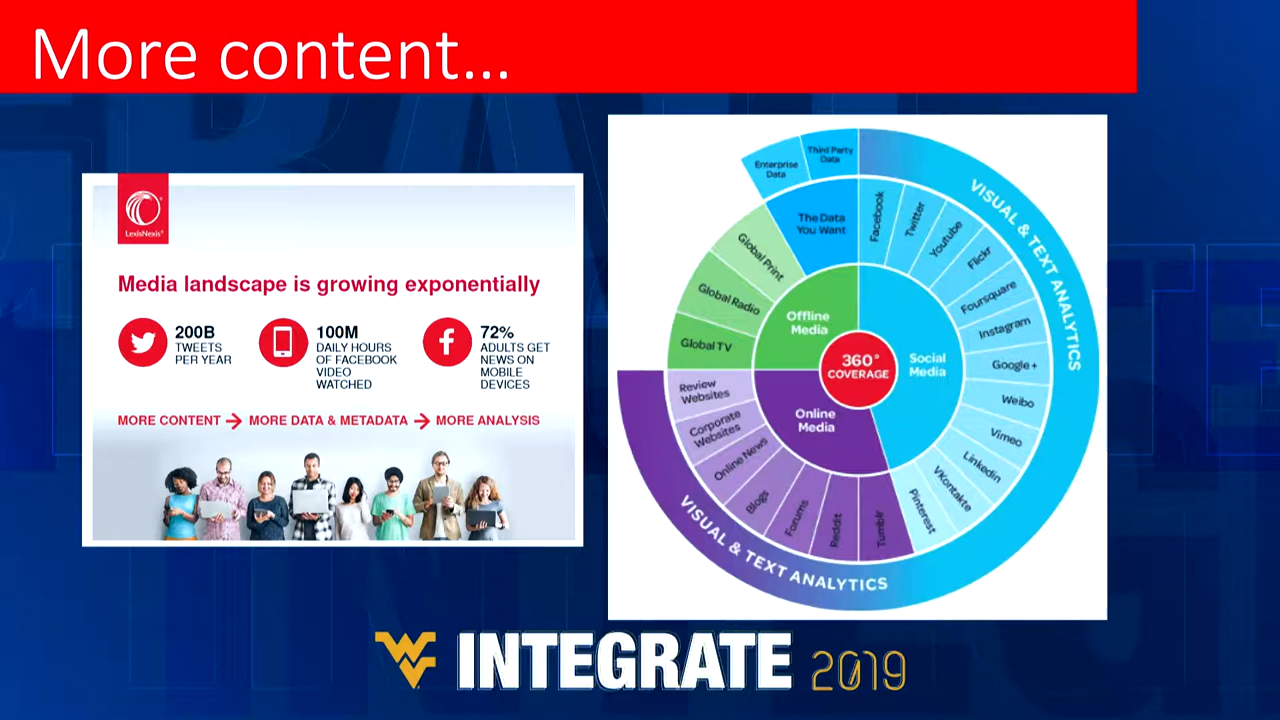 More content...
LexisNexis®
Media landscape is growing exponentially
200B
TWEETS
PER YEAR
100M
DAILY HOURS
OF FACEBOOK
VIDEO
WATCHED
72%
ADULTS GET
NEWS ON
MOBILE
DEVICES
MORE CONTENT → MORE DATA & METADATA → MORE ANALYSIS
Enterprise
Data
Third Party
Data
The Data
You Want
Facebook
Twitter
Youtube
Flickr
Foursquare
Instagram
Google+
Weibo
Vimeo
Linkedin
VKontakte
Pinterest
VISUAL & TEXT ANALYTICS
Global Print
Global Radio
Global TV
Offline
Media
360°
COVERAGE
Social
Media
Online
Media
Review
Websites
Corporate
Websites
Online News
Blogs
Forums
Reddit
Tumblr
VISUAL & TEXT ANALYTICS
WV INTEGRATE 2019